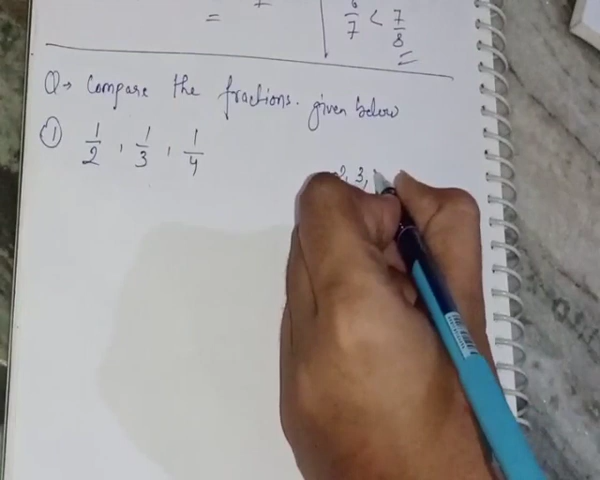 =
6/7 < 7/8
Q→ Compare the fractions. given below
① 1/2 , 1/3 , 1/4
2, 3,